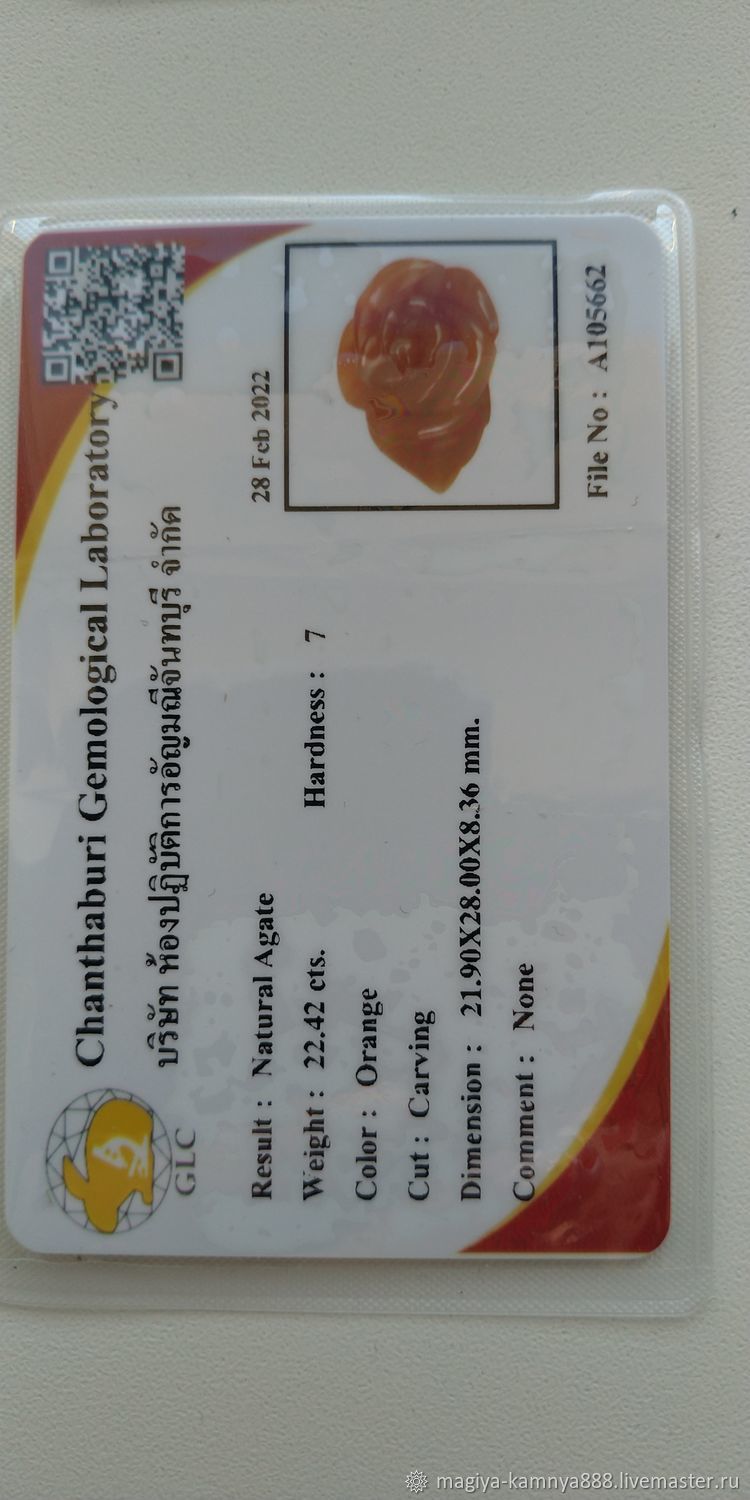 Chanthaburi Gemological Laboratory
บริษัท ห้องปฏิบัติการอัญมณีจันทบุรี จำกัด
GLC
28 Feb 2022
Result : Natural Agate
Weight : 22.42 cts.
Hardness : 7
Color : Orange
Cut : Carving
Dimension : 21.90X28.00X8.36 mm.
Comment : None
File No : A105662
magiya-kamnya888.livemaster.ru